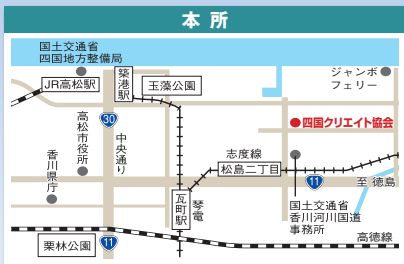 本所
国土交通省
四国地方整備局
JR高松駅
築港駅
玉藻公園
ジャンボ
フェリー
30
高松市役所
中央通り
四国クリエイト協会
香川県庁
志度線
松島二丁目
11
至 徳島
瓦町駅
琴電
国土交通省
香川河川国道
事務所
栗林公園
11
高徳線